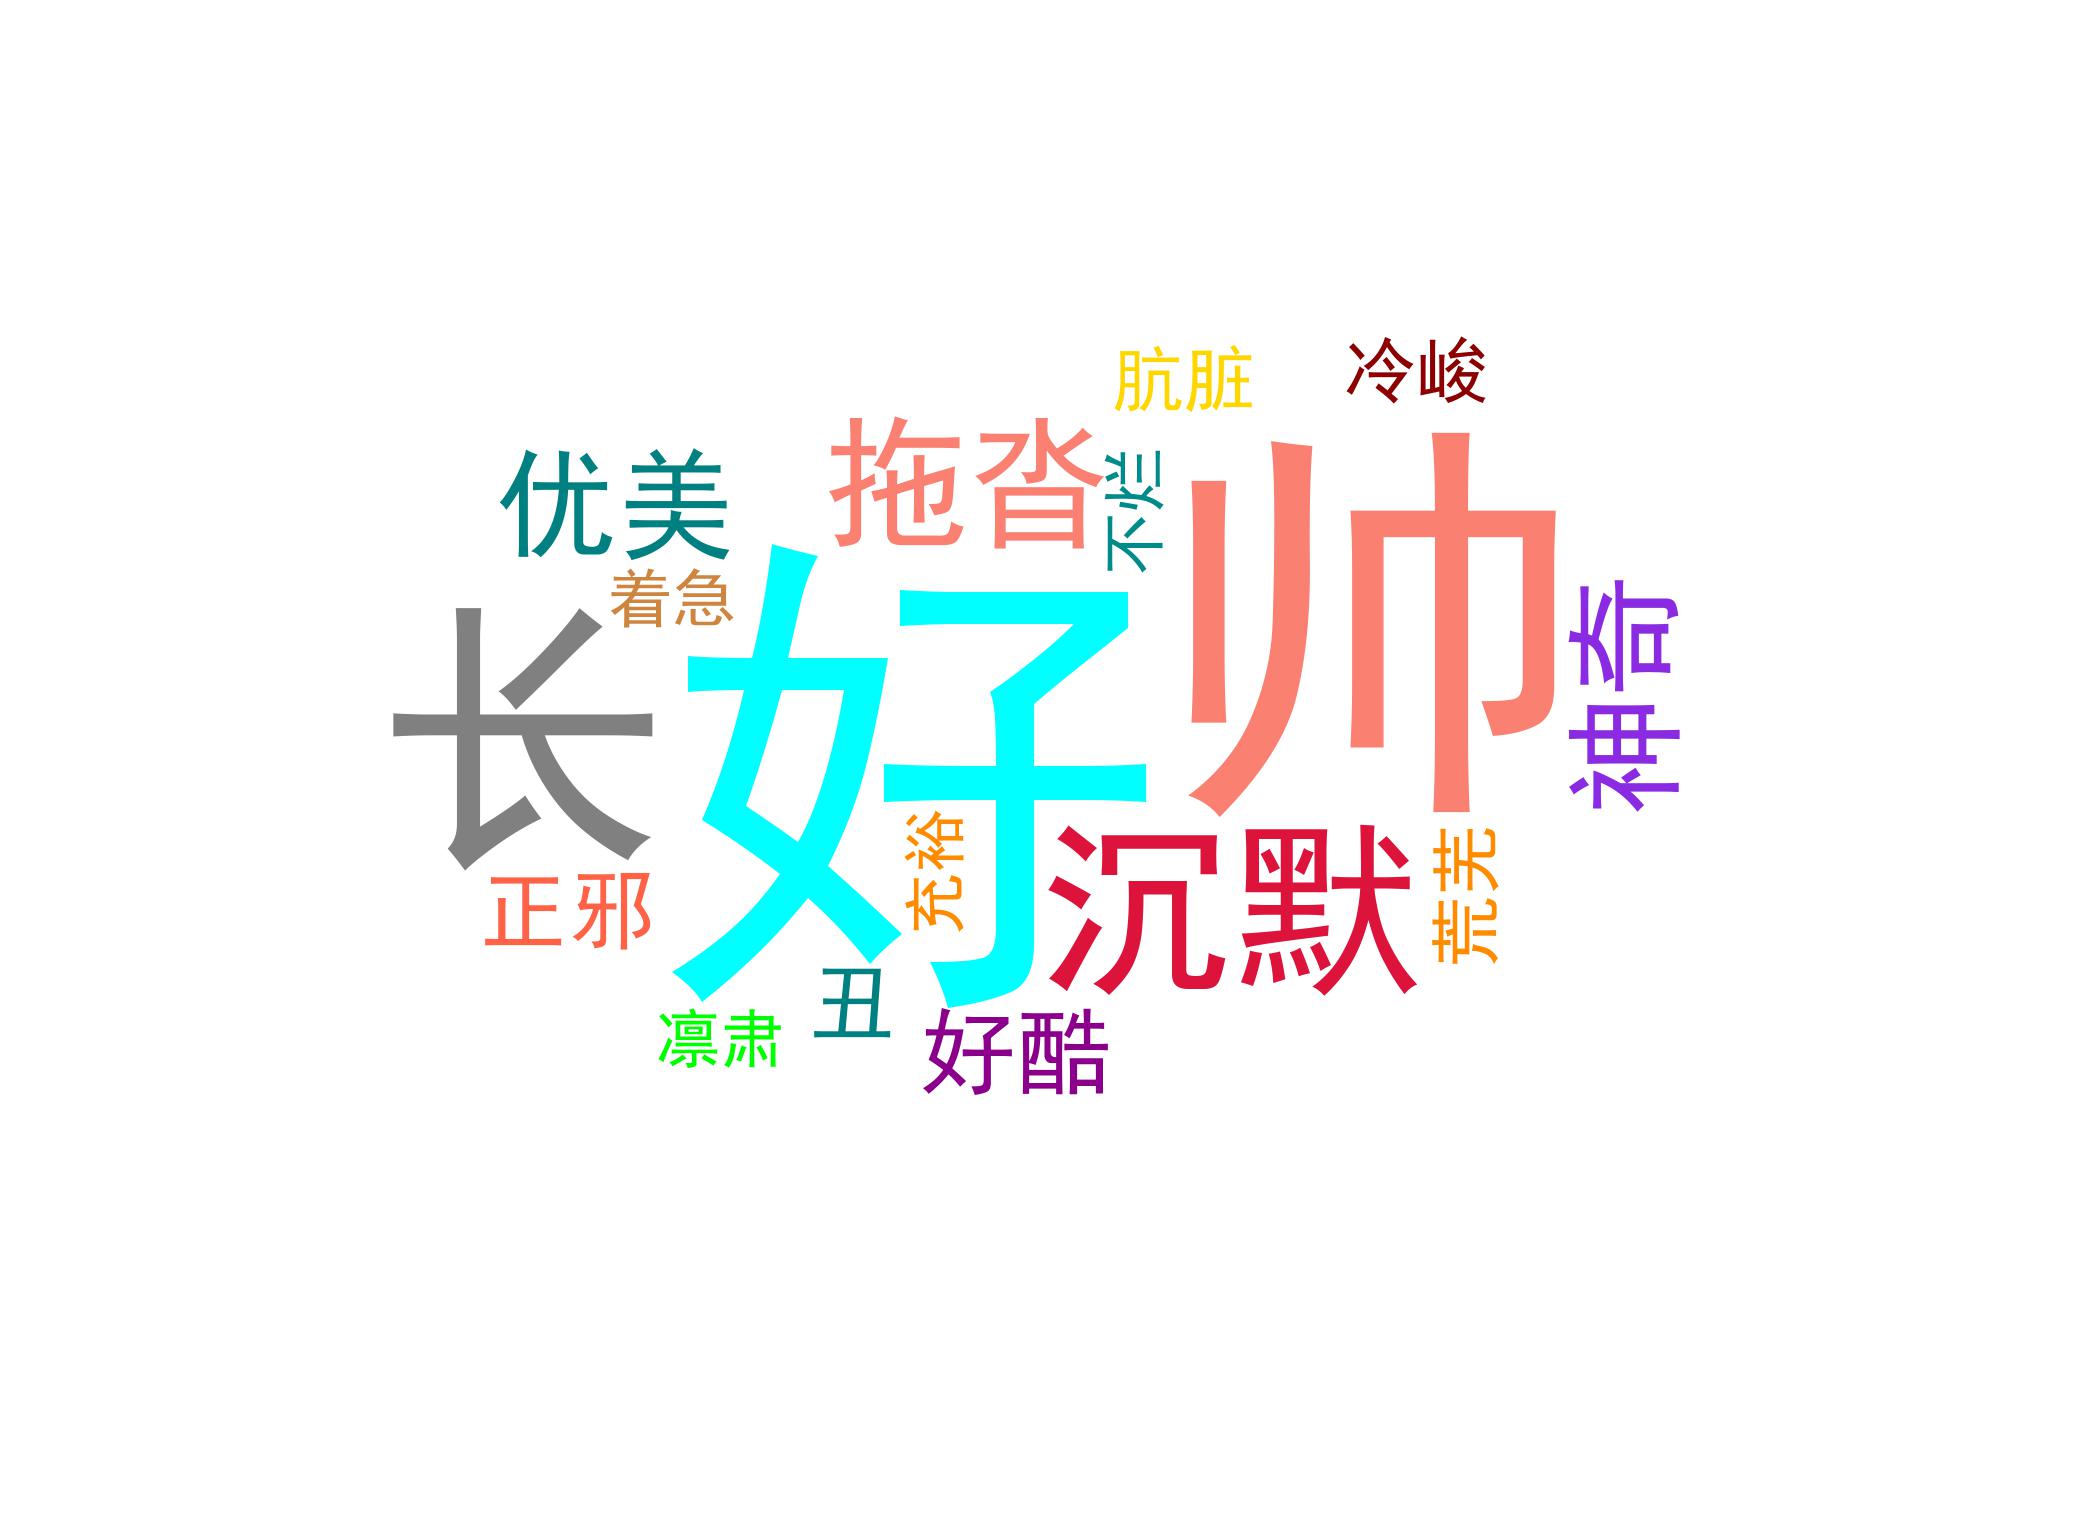 冷峻
肮脏
拖沓
优美
不烂
帅
着急
好
神奇
长
充裕
沉默
荒芜
正邪
丑
凛肃
好酷